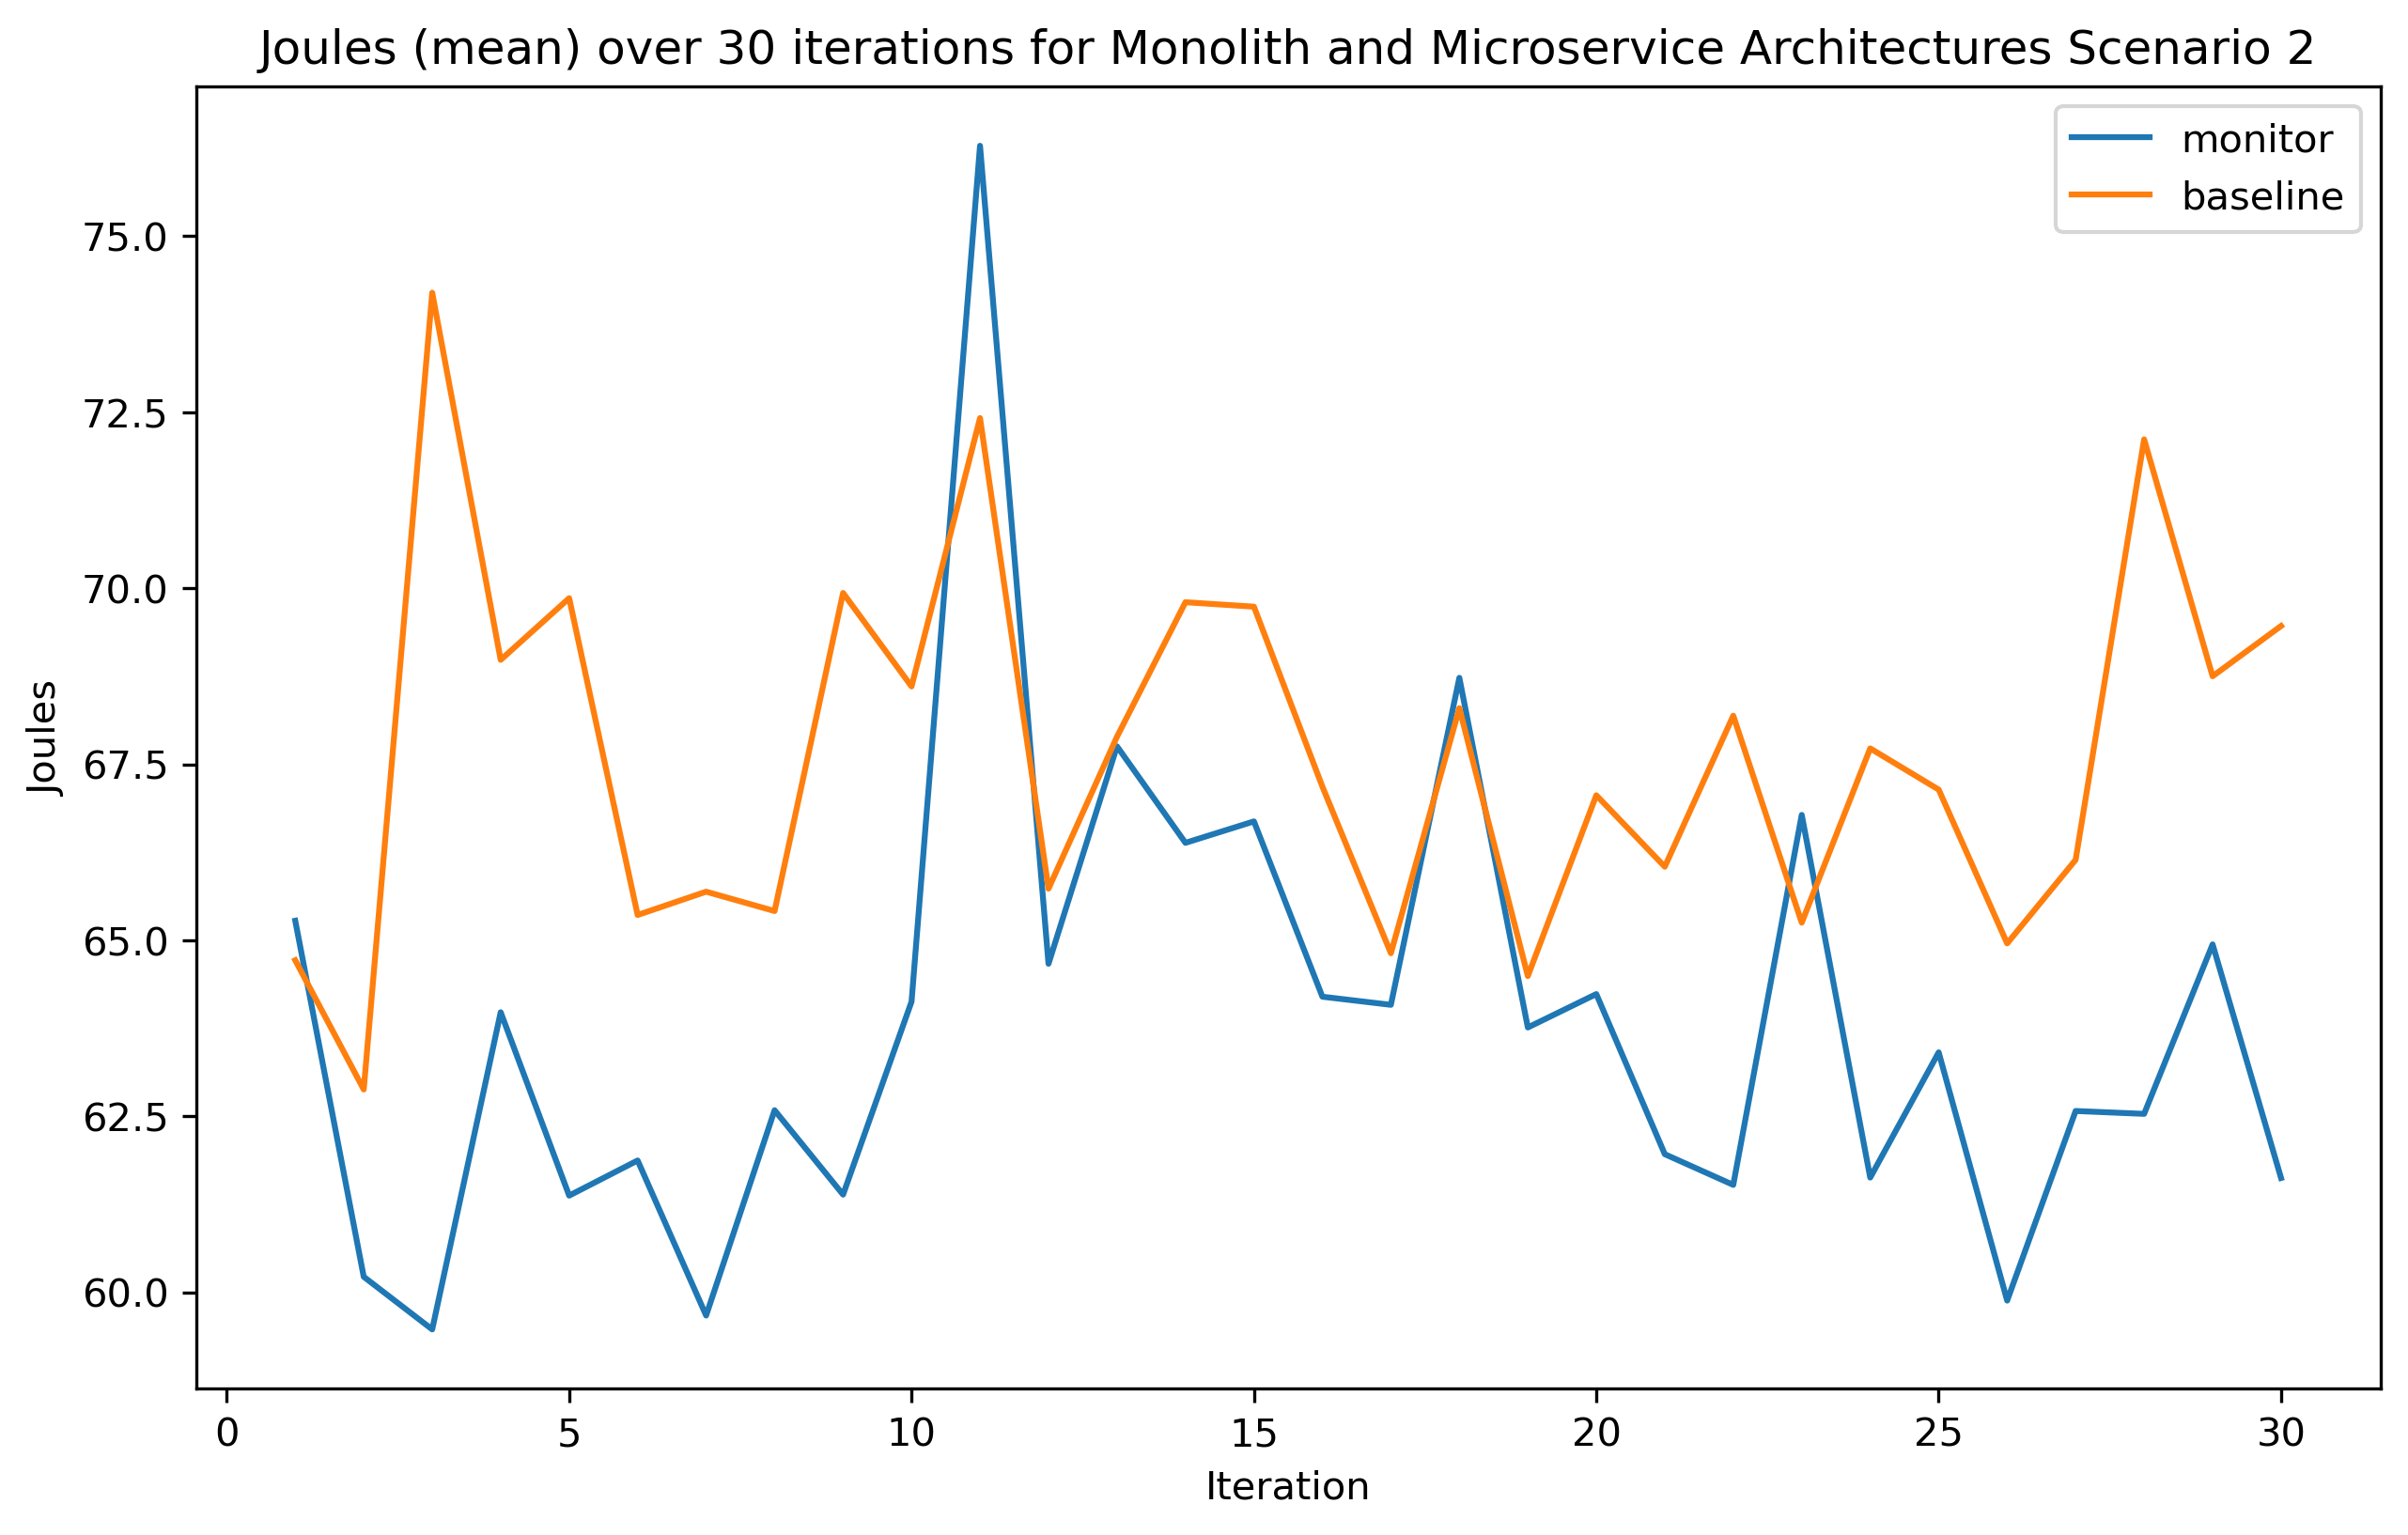 Joules (mean) over 30 iterations for Monolith and Microservice Architectures Scenario 2
monitor
baseline
75.0
72.5
70.0
67.5
65.0
62.5
60.0
Joules
0 5 10 15 20 25 30
Iteration